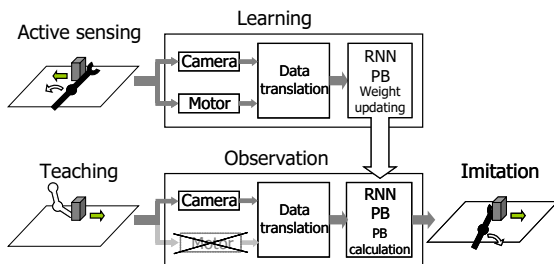 Learning
Active sensing
Camera
Motor
Data
translation
RNN
PB
Weight
updating
Teaching
Observation
Imitation
Camera
Motor
Data
translation
RNN
PB
PB
calculation